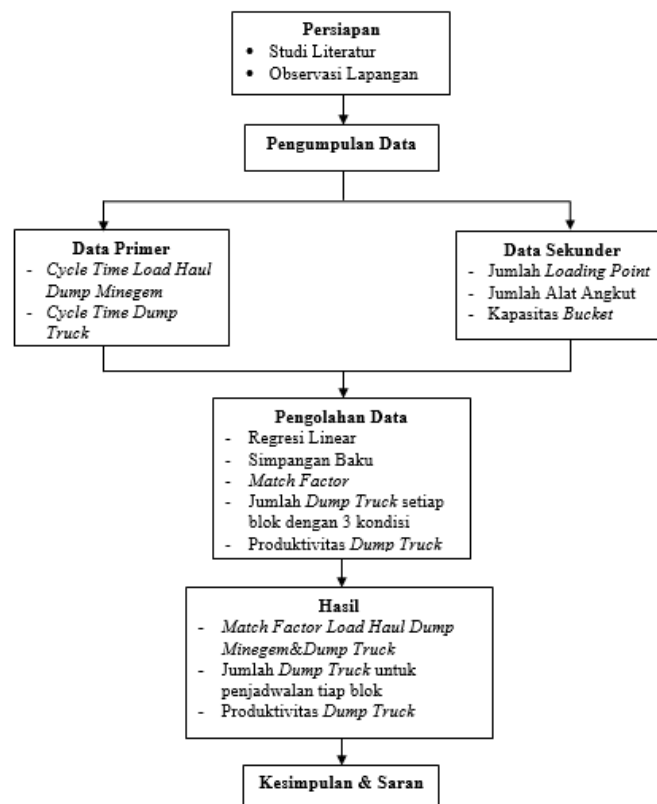 Persiapan
• Studi Literatur
• Observasi Lapangan
Pengumpulan Data
Data Primer
- Cycle Time Load Haul
Dump Minegem
- Cycle Time Dump
Truck
Data Sekunder
- Jumlah Loading Point
- Jumlah Alat Angkut
- Kapasitas Bucket
Pengolahan Data
- Regresi Linear
- Simpangan Baku
- Match Factor
- Jumlah Dump Truck setiap
blok dengan 3 kondisi
- Produktivitas Dump Truck
Hasil
- Match Factor Load Haul Dump
Minegem&Dump Truck
- Jumlah Dump Truck untuk
penjadwalan tiap blok
- Produktivitas Dump Truck
Kesimpulan & Saran